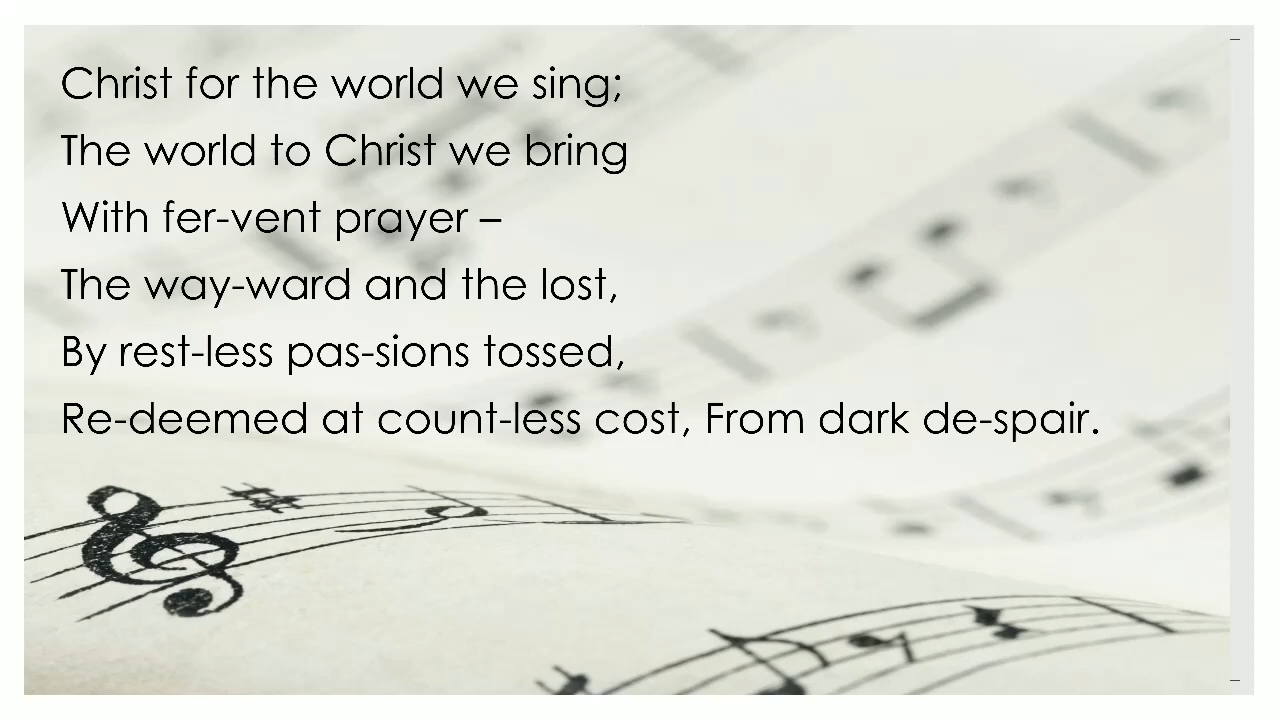 Christ for the world we sing;
The world to Christ we bring
With fer-vent prayer –
The way-ward and the lost,
By rest-less pas-sions tossed,
Re-deemed at count-less cost, From dark de-spair.